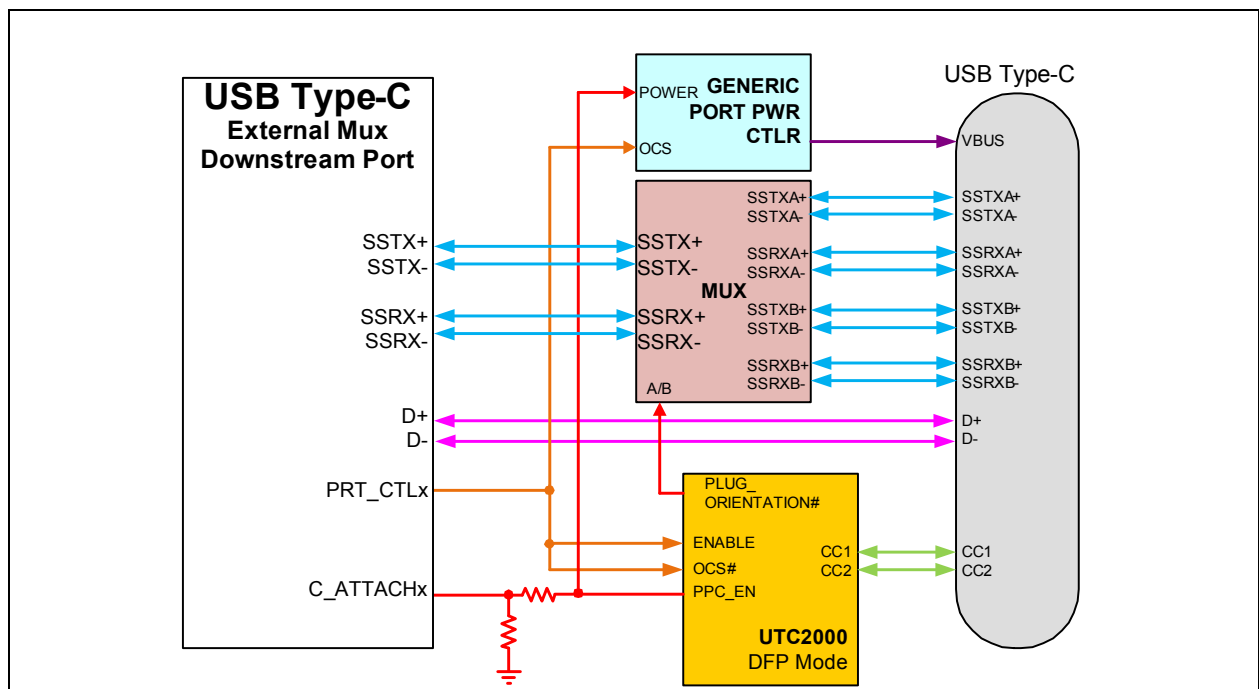 USB Type-C
External Mux
Downstream Port
SSTX+
SSTX-
SSRX+
SSRX-
D+
D-
PRT_CTLx
C_ATTACHx
POWER
GENERIC
PORT PWR
CTLR
OCS
SSTX+
SSTX-
SSRX+
SSRX-
MUX
A/B
SSTXA+
SSTXA-
SSRXA+
SSRXA-
SSTXB+
SSTXB-
SSRXB+
SSRXB-
PLUG_
ORIENTATION#
ENABLE
OCS#
PPC_EN
CC1
CC2
UTC2000
DFP Mode
USB Type-C
VBUS
SSTXA+
SSTXA-
SSRXA+
SSRXA-
SSTXB+
SSTXB-
SSRXB+
SSRXB-
D+
D-
CC1
CC2